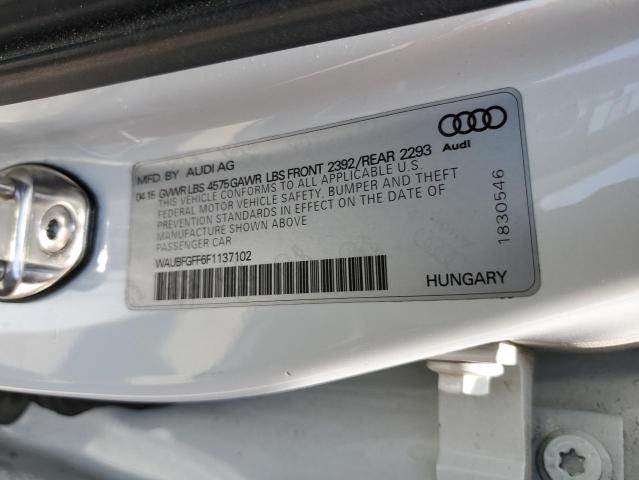 MFD. BY AUDI AG
04 15 GVWR LBS 4575 GAWR LBS FRONT 2392/REAR 2293
THIS VEHICLE CONFORMS TO ALL APPLICABLE U.S.
FEDERAL MOTOR VEHICLE SAFETY, BUMPER AND THEFT
PREVENTION STANDARDS IN EFFECT ON THE DATE OF
MANUFACTURE SHOWN ABOVE
PASSENGER CAR
WAUBFGFF6F1137102
Audi
1830546
HUNGARY